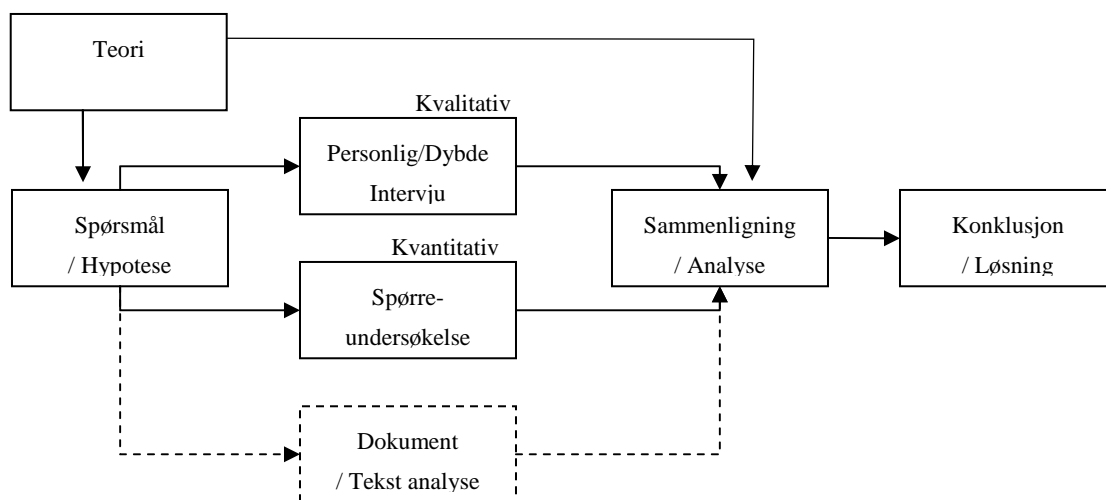 Teori
Kvalitativ
Personlig/Dybde
Intervju
Spørsmål
/ Hypotese
Kvantitativ
Spørre-
undersøkelse
Dokument
/ Tekst analyse
Sammenligning
/ Analyse
Konklusjon
/ Løsning